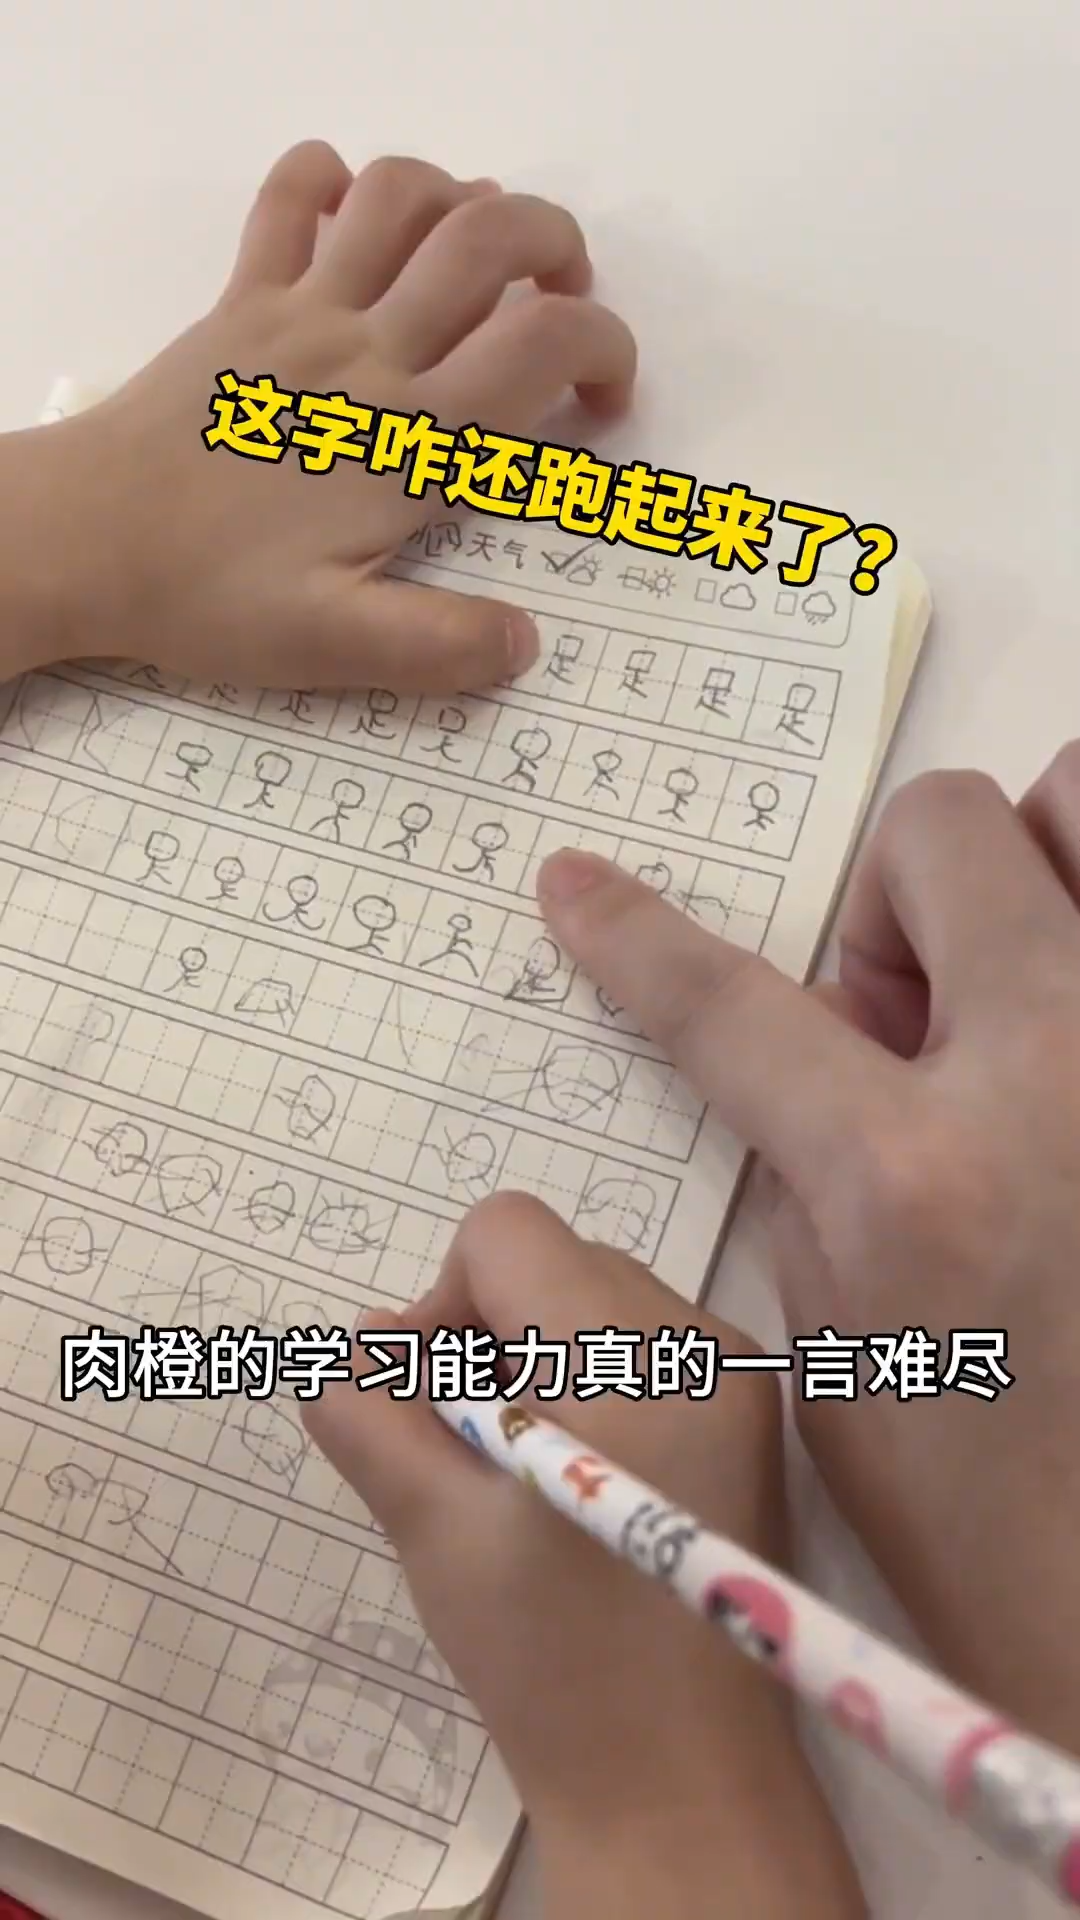 这字咋还跑起来了？
心 天气
足 足 足 足
足 足 足
肉橙的学习能力真的一言难尽